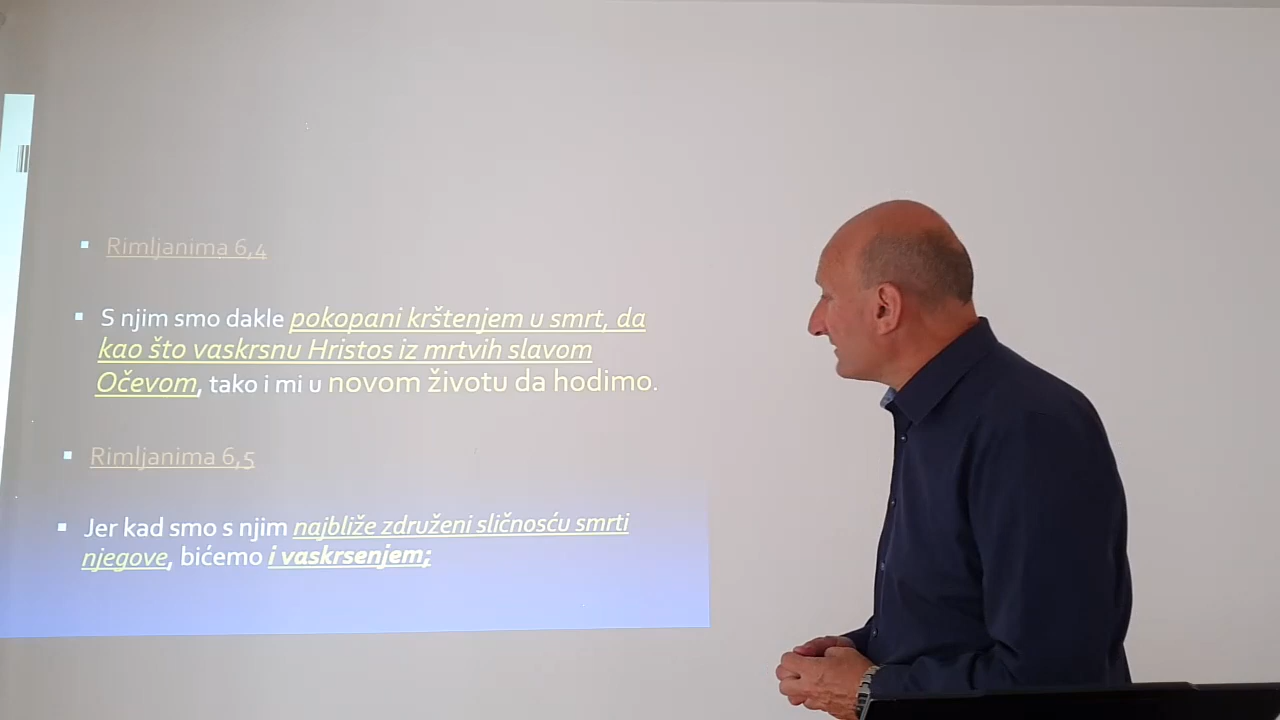 Rimljanima 6,4
S njim smo dakle pokopani krštenjem u smrt, da
kao što vaskrsnu Hristos iz mrtvih slavom
Očevom, tako i mi u novom životu da hodimo.
Rimljanima 6,5
Jer kad smo s njim najbliže združeni sličnosću smrti
njegove, bićemo i vaskrsenjem;